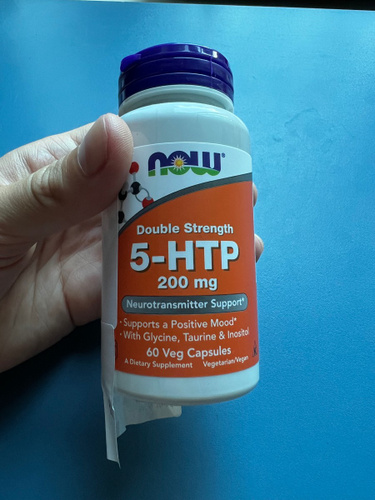 NOW
Double Strength
5-HTP
200 mg
Neurotransmitter Support*
• Supports a Positive Mood*
• With Glycine, Taurine & Inositol
60 Veg Capsules
A Dietary Supplement Vegetarian/Vegan